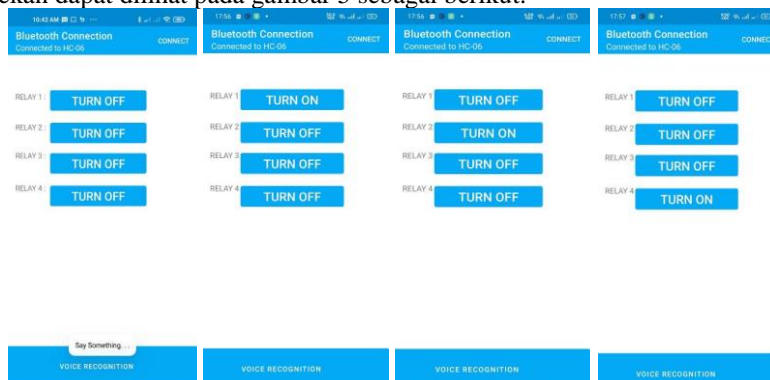 dapat dilihat pada gambar 5 sebagai berikut:
10:42 AM
Bluetooth Connection
Connected to HC-06
CONNECT
RELAY 1 :
TURN OFF
RELAY 2 :
TURN OFF
RELAY 3 :
TURN OFF
RELAY 4 :
TURN OFF
Say Something. . .
VOICE RECOGNITION
17:56
Bluetooth Connection
Connected to HC-06
CONNECT
RELAY 1
TURN ON
RELAY 2
TURN OFF
RELAY 3
TURN OFF
RELAY 4
TURN OFF
VOICE RECOGNITION
17:56
Bluetooth Connection
Connected to HC-06
CONNECT
RELAY 1
TURN OFF
RELAY 2
TURN ON
RELAY 3
TURN OFF
RELAY 4
TURN OFF
VOICE RECOGNITION
17:57
Bluetooth Connection
Connected to HC-06
CONNEC
RELAY 1
TURN OFF
RELAY 2
TURN OFF
RELAY 3
TURN OFF
RELAY 4
TURN ON
VOICE RECOGNITION